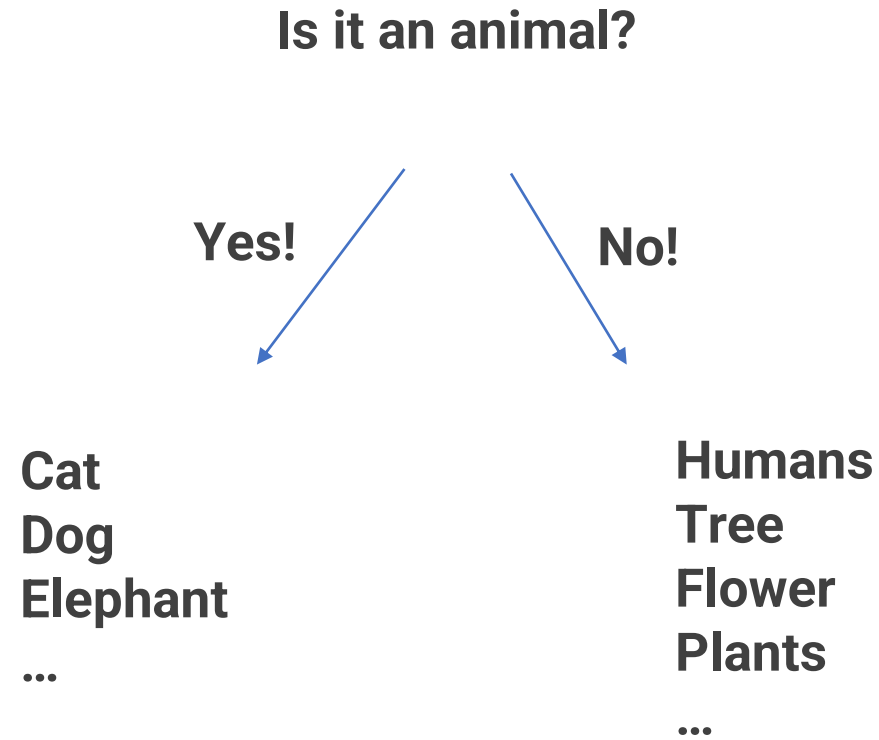 Is it an animal?
Yes!
No!
Cat
Dog
Elephant
…
Humans
Tree
Flower
Plants
…